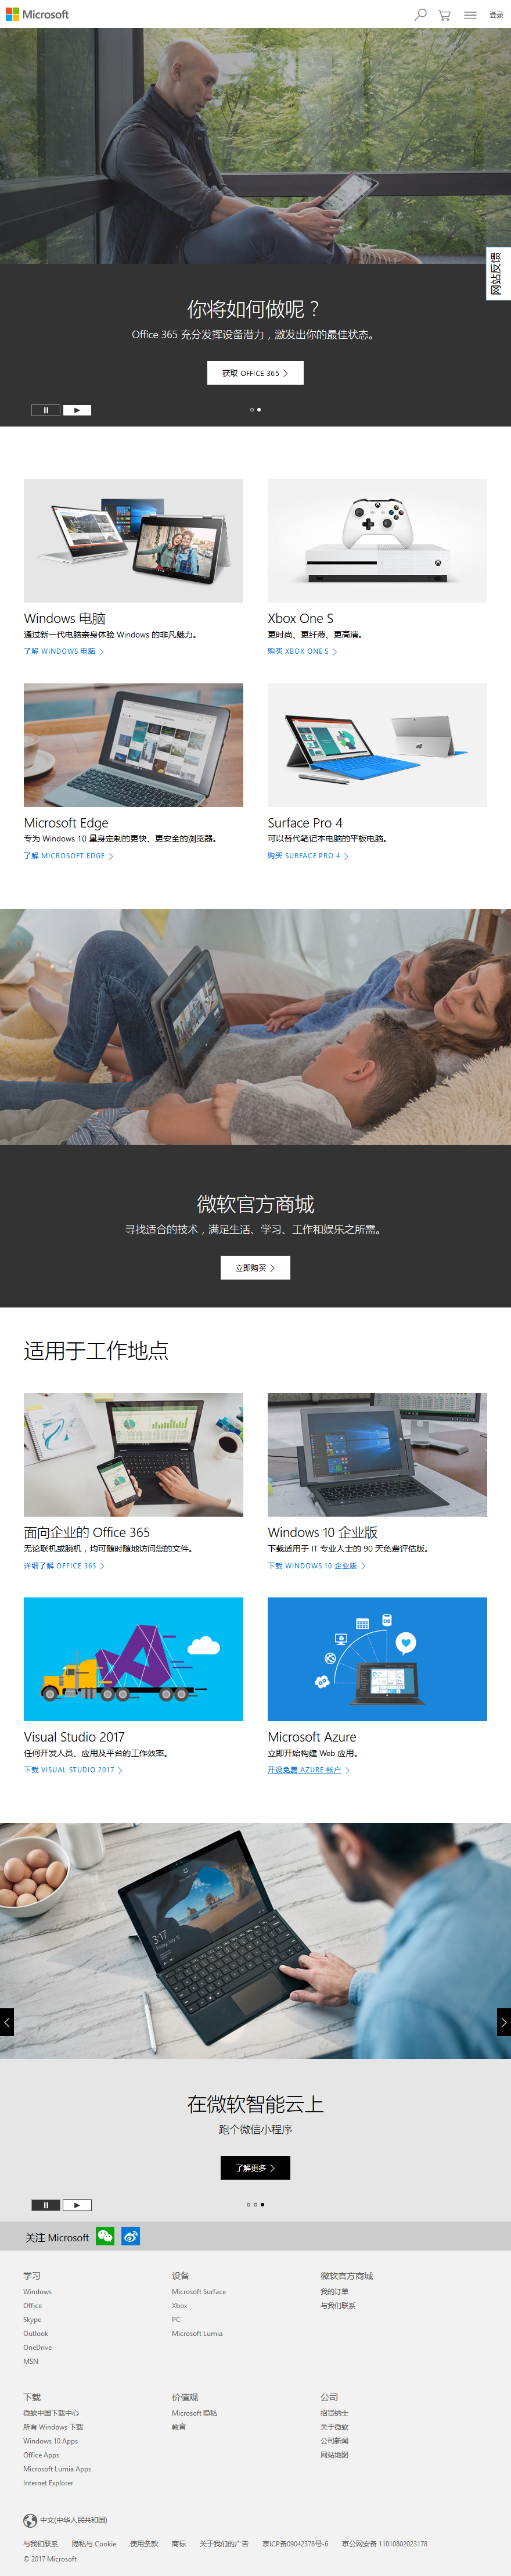 Microsoft
登录
网站反馈
你将如何做呢？
Office 365 充分发挥设备潜力，激发出你的最佳状态。
获取 OFFICE 365
Windows 电脑
通过新一代电脑亲身体验 Windows 的非凡魅力。
了解 WINDOWS 电脑
Xbox One S
更时尚、更纤薄、更高清。
购买 XBOX ONE S
Microsoft Edge
专为 Windows 10 量身定制的更快、更安全的浏览器。
了解 MICROSOFT EDGE
Surface Pro 4
可以替代笔记本电脑的平板电脑。
购买 SURFACE PRO 4
微软官方商城
寻找适合的技术，满足生活、学习、工作和娱乐之所需。
立即购买
适用于工作地点
面向企业的 Office 365
无论联机或脱机，均可随时随地访问您的文件。
详细了解 OFFICE 365
Windows 10 企业版
下载适用于 IT 专业人士的 90 天免费评估版。
下载 WINDOWS 10 企业版
Visual Studio 2017
任何开发人员、应用及平台的工作效率。
下载 VISUAL STUDIO 2017
Microsoft Azure
立即开始构建 Web 应用。
开设免费 AZURE 帐户
3:17
Friday, July 15
在微软智能云上
跑个微信小程序
了解更多
关注 Microsoft
学习
Windows
Office
Skype
Outlook
OneDrive
MSN
设备
Microsoft Surface
Xbox
PC
Microsoft Lumia
微软官方商城
我的订单
与我们联系
下载
微软中国下载中心
所有 Windows 下载
Windows 10 Apps
Office Apps
Microsoft Lumia Apps
Internet Explorer
价值观
Microsoft 隐私
教育
公司
招贤纳士
关于微软
公司新闻
网站地图
中文(中华人民共和国)
与我们联系 隐私与 Cookie 使用条款 商标 关于我们的广告 京ICP备09042378号-6 京公网安备 11010802023178
© 2017 Microsoft